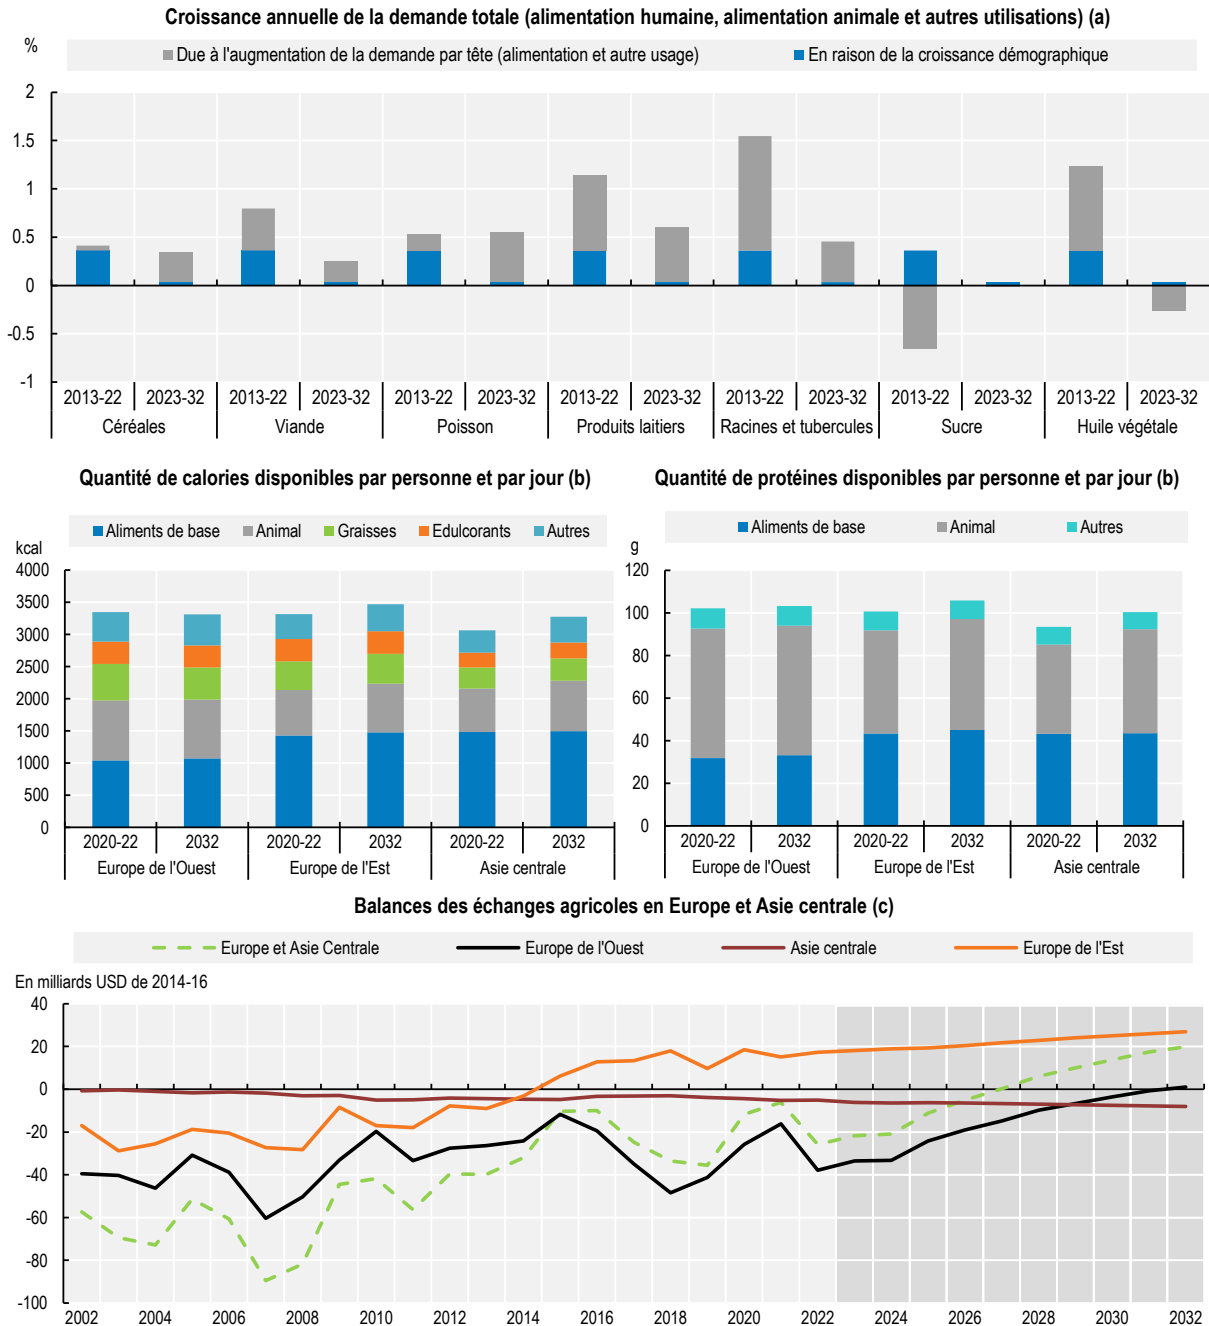 Croissance annuelle de la demande totale (alimentation humaine, alimentation animale et autres utilisations) (a)
%
Due à l'augmentation de la demande par tête (alimentation et autre usage) En raison de la croissance démographique
2
1.5
1
0.5
0
-0.5
-1
2013-22 2023-32 2013-22 2023-32 2013-22 2023-32 2013-22 2023-32 2013-22 2023-32 2013-22 2023-32 2013-22 2023-32
Céréales Viande Poisson Produits laitiers Racines et tubercules Sucre Huile végétale
Quantité de calories disponibles par personne et par jour (b)
Aliments de base Animal Graisses Edulcorants Autres
kcal
4000
3500
3000
2500
2000
1500
1000
500
0
2020-22 2032 2020-22 2032 2020-22 2032
Europe de l'Ouest Europe de l'Est Asie centrale
Quantité de protéines disponibles par personne et par jour (b)
Aliments de base Animal Autres
g
120
100
80
60
40
20
0
2020-22 2032 2020-22 2032 2020-22 2032
Europe de l'Ouest Europe de l'Est Asie centrale
Balances des échanges agricoles en Europe et Asie centrale (c)
Europe et Asie Centrale Europe de l'Ouest Asie centrale Europe de l'Est
En milliards USD de 2014-16
40
20
0
-20
-40
-60
-80
-100
2002 2004 2006 2008 2010 2012 2014 2016 2018 2020 2022 2024 2026 2028 2030 2032